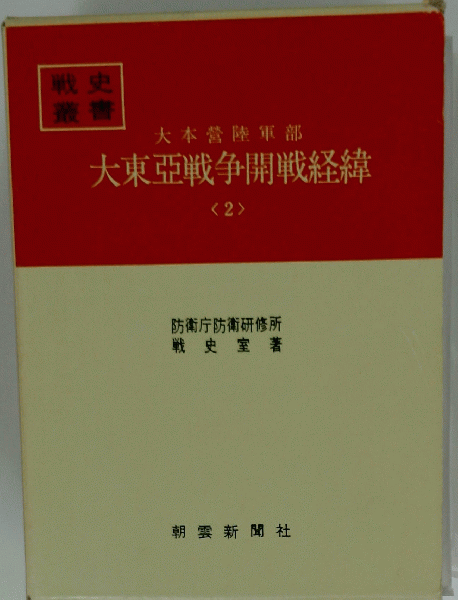 戦史
叢書
大本営陸軍部
大東亞戦争開戦経緯
〈2〉
防衛庁防衛研修所
戦史室著
朝雲新聞社